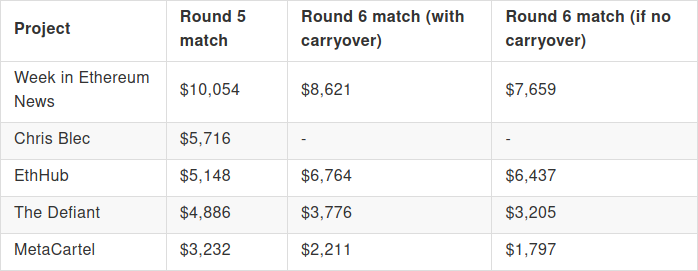 Project Round 5 match Round 6 match (with carryover) Round 6 match (if no carryover)
Week in Ethereum News $10,054 $8,621 $7,659
Chris Blec $5,716 - -
EthHub $5,148 $6,764 $6,437
The Defiant $4,886 $3,776 $3,205
MetaCartel $3,232 $2,211 $1,797